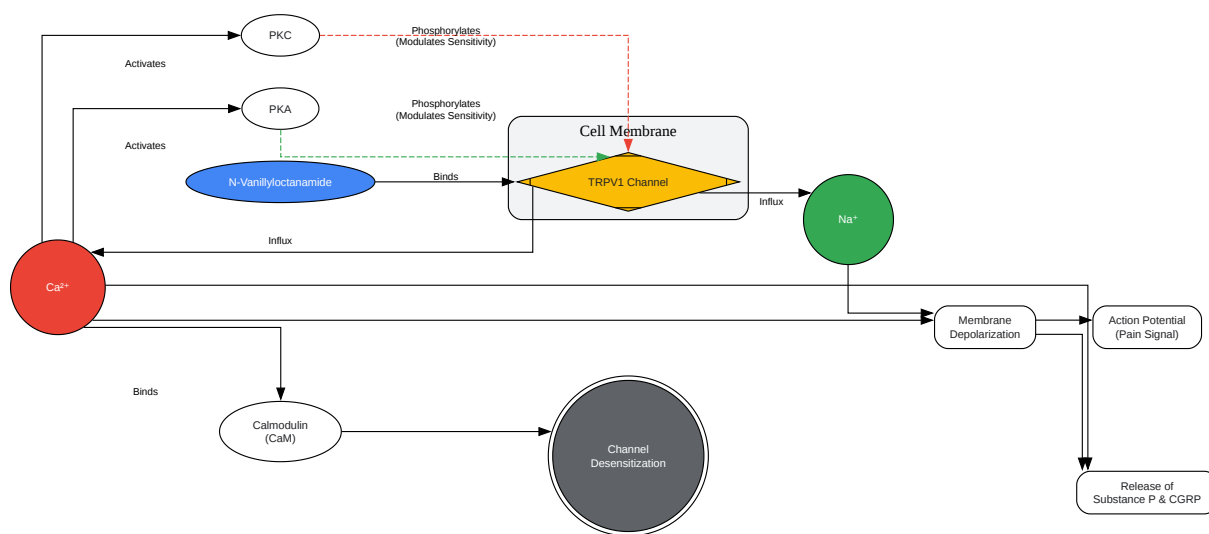 PKC
Phosphorylates
(Modulates Sensitivity)
Activates
PKA
Phosphorylates
(Modulates Sensitivity)
Cell Membrane
Activates
N-Vanillyloctanamide
Binds
TRPV1 Channel
Influx
Na⁺
Influx
Ca²⁺
Membrane
Depolarization
Action Potential
(Pain Signal)
Binds
Calmodulin
(CaM)
Channel
Desensitization
Release of
Substance P & CGRP